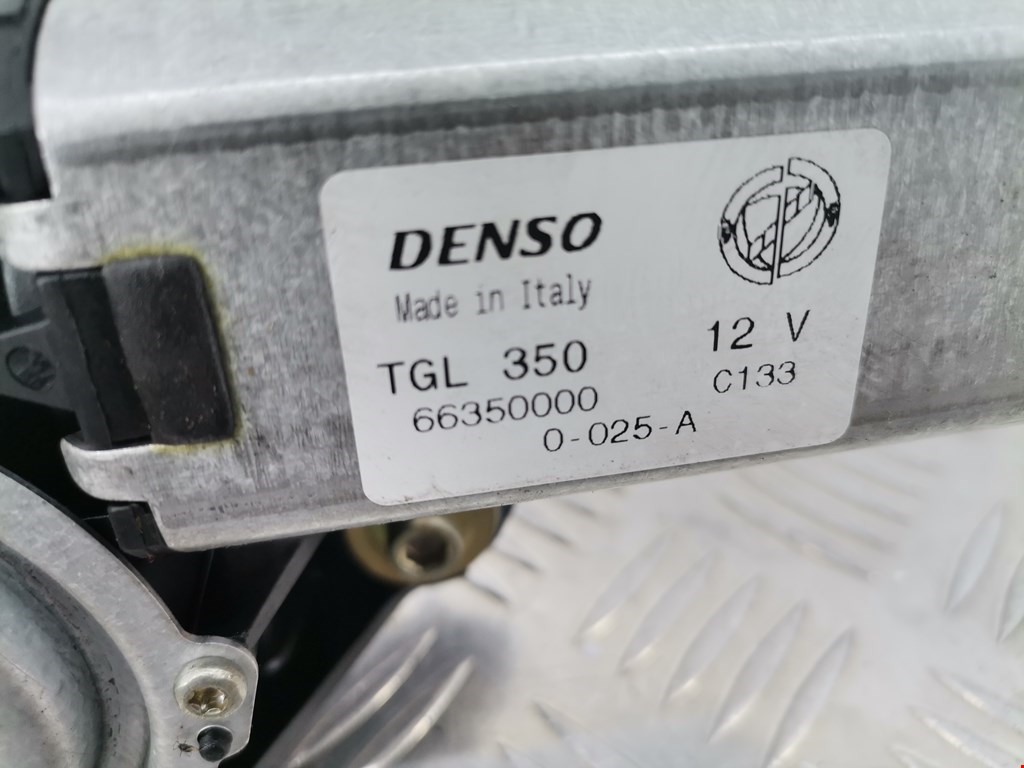 DENSO
Made in Italy
TGL 350
12 V
66350000
C133
0-025-A